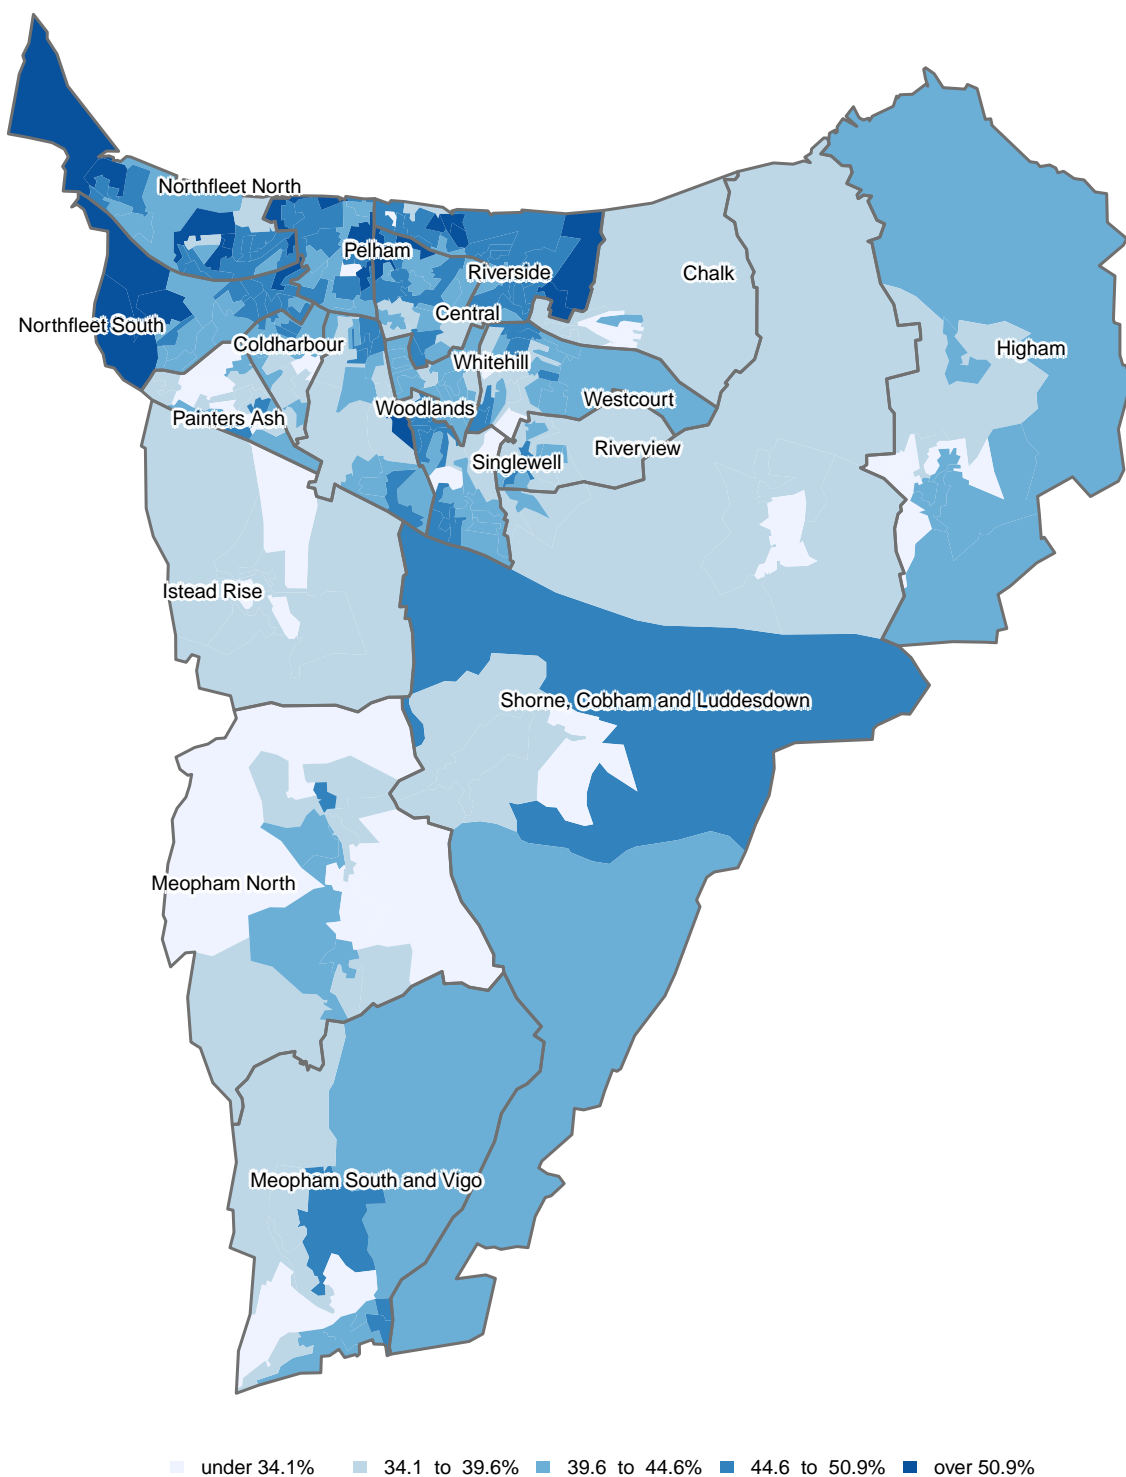 Northfleet North
Pelham
Riverside
Chalk
Central
Northfleet South
Coldharbour
Higham
Whitehill
Westcourt
Woodlands
Painters Ash
Riverview
Singlewell
Istead Rise
Shorne, Cobham and Luddesdown
Meopham North
Meopham South and Vigo
under 34.1% 34.1 to 39.6% 39.6 to 44.6% 44.6 to 50.9% over 50.9%